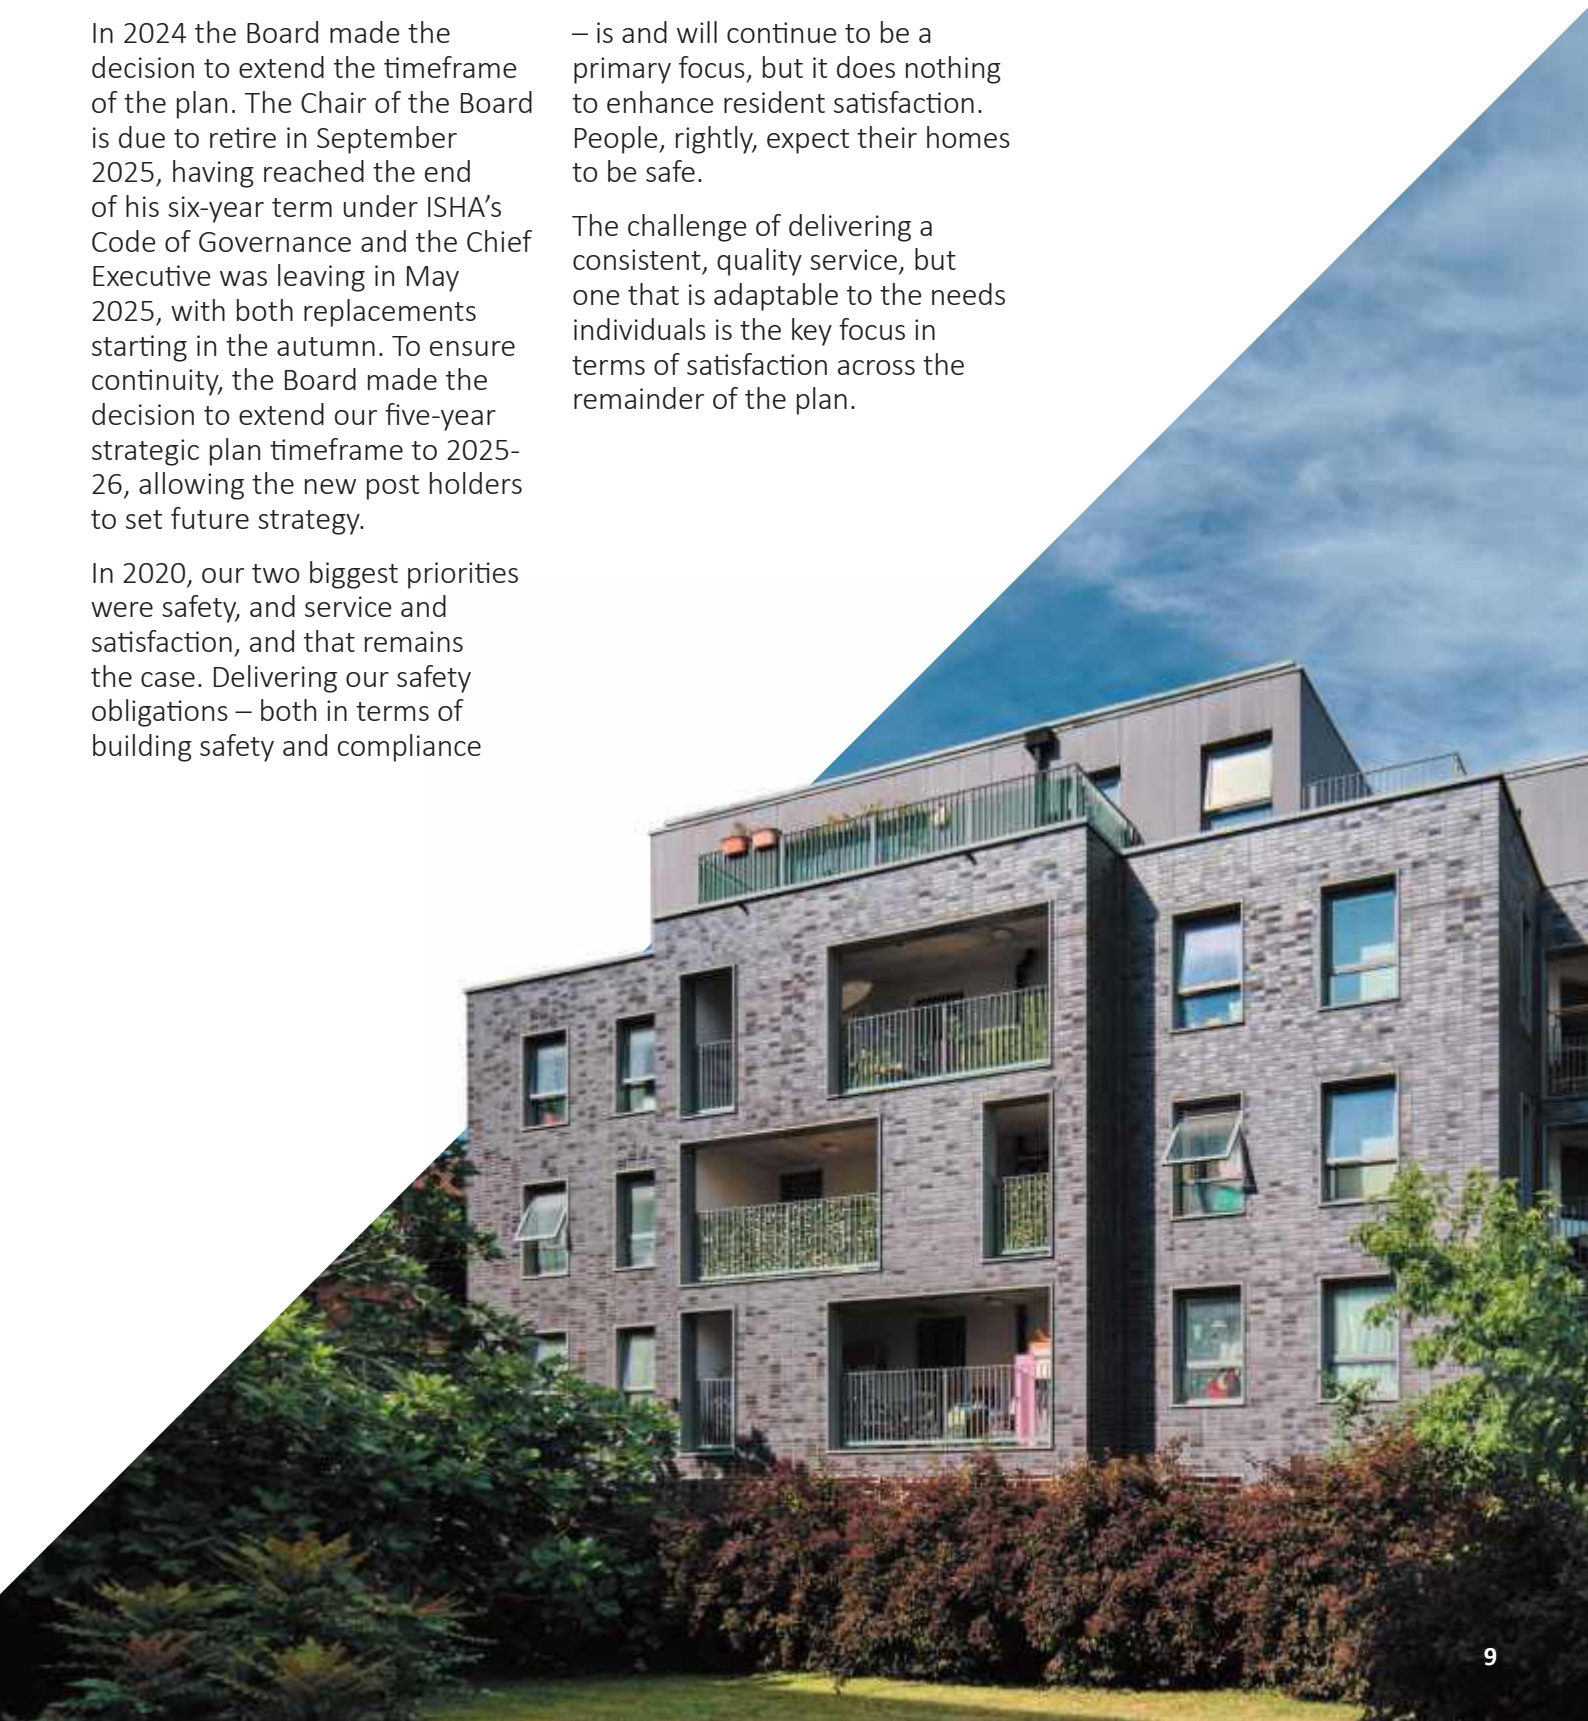 In 2024 the Board made the
decision to extend the timeframe
of the plan. The Chair of the Board
is due to retire in September
2025, having reached the end
of his six-year term under ISHA’s
Code of Governance and the Chief
Executive was leaving in May
2025, with both replacements
starting in the autumn. To ensure
continuity, the Board made the
decision to extend our five-year
strategic plan timeframe to 2025-
26, allowing the new post holders
to set future strategy.
In 2020, our two biggest priorities
were safety, and service and
satisfaction, and that remains
the case. Delivering our safety
obligations – both in terms of
building safety and compliance
– is and will continue to be a
primary focus, but it does nothing
to enhance resident satisfaction.
People, rightly, expect their homes
to be safe.
The challenge of delivering a
consistent, quality service, but
one that is adaptable to the needs
individuals is the key focus in
terms of satisfaction across the
remainder of the plan.
9